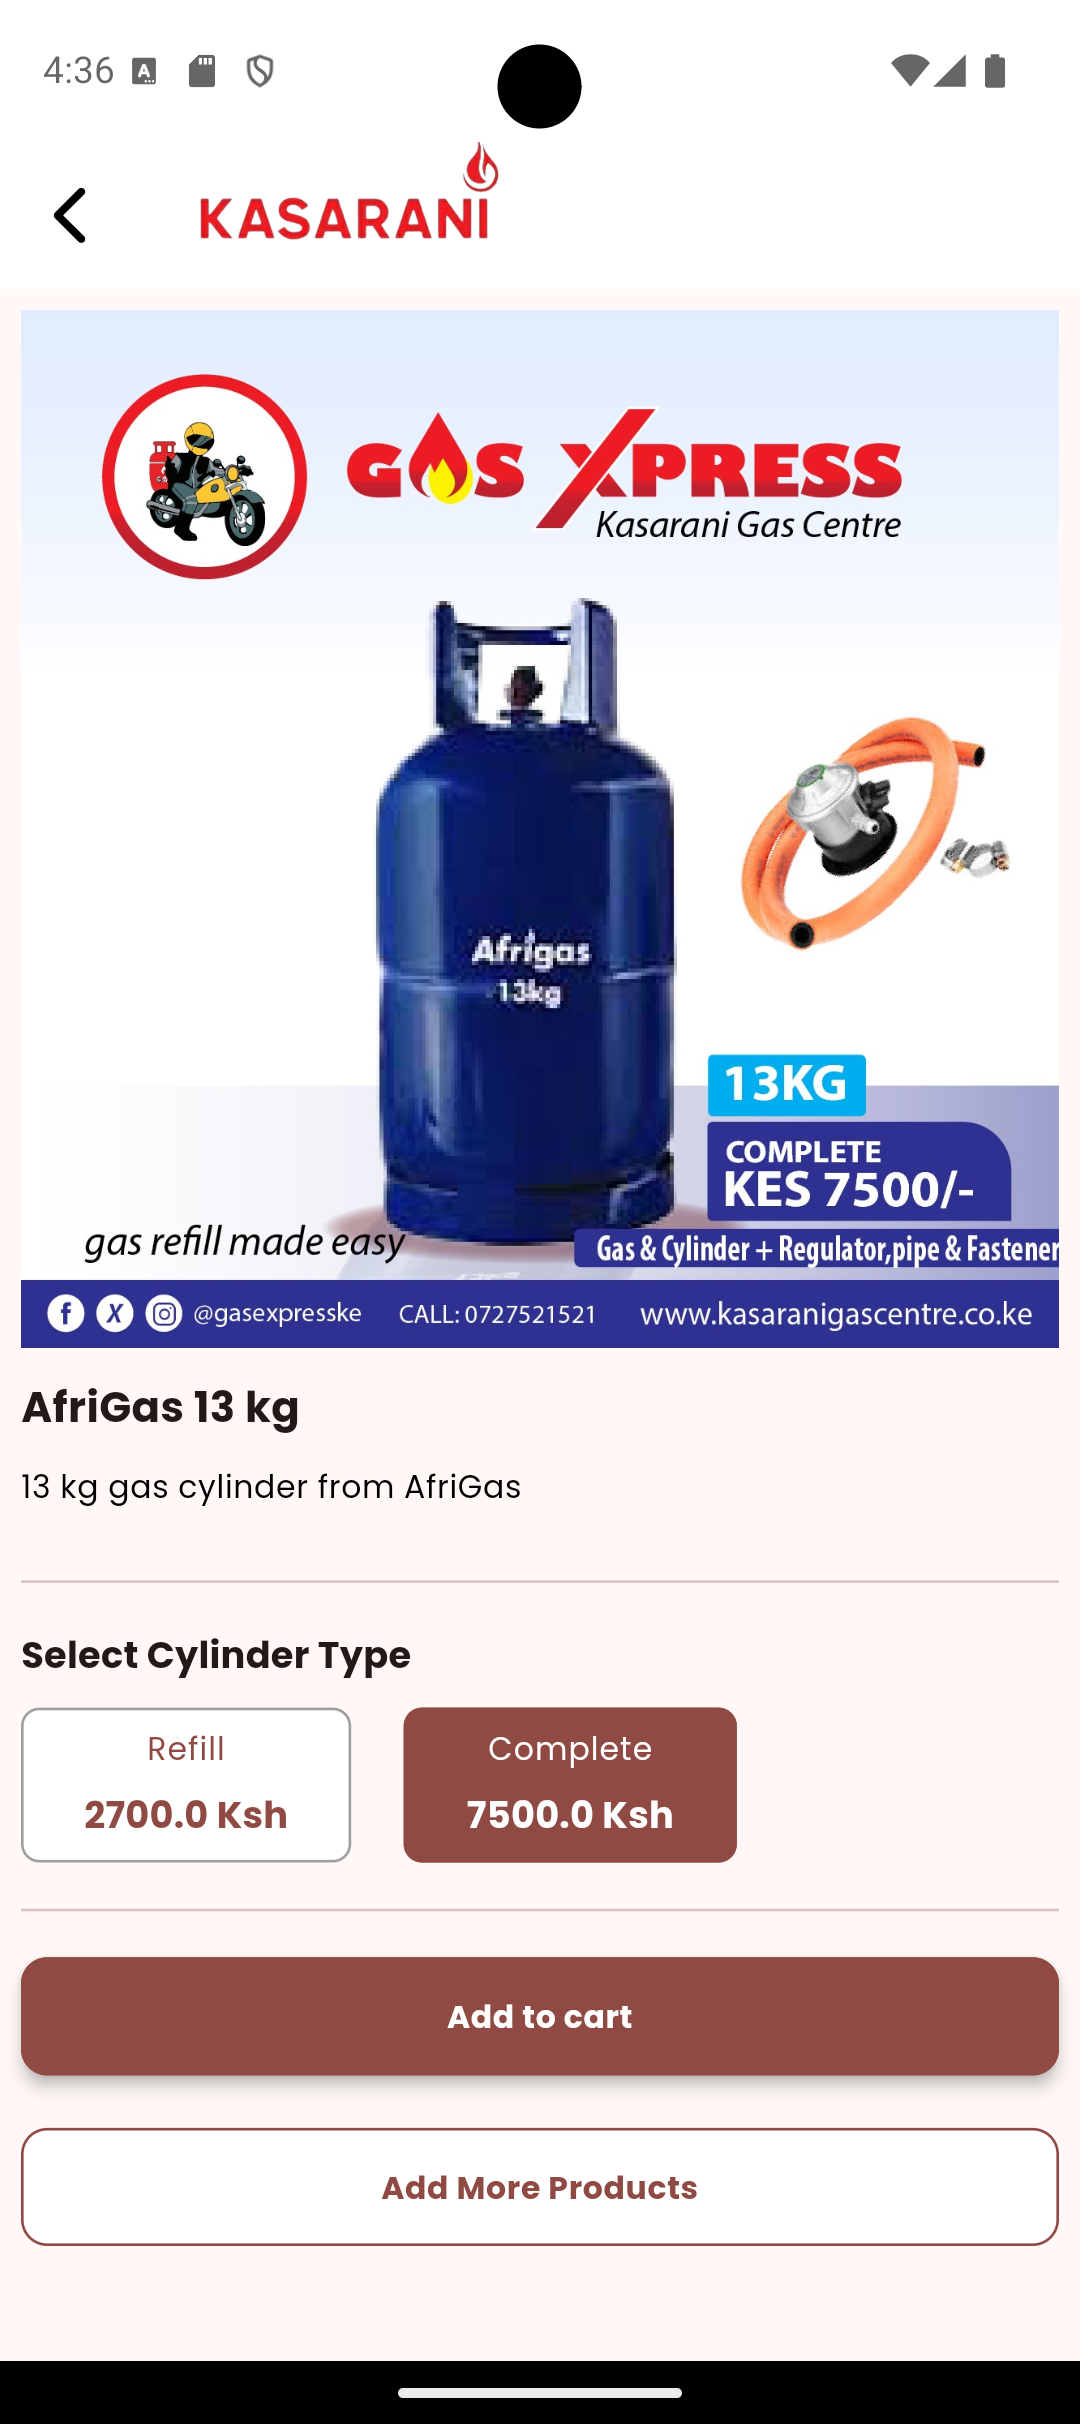 4:36
KASARANI
GAS XPRESS
Kasarani Gas Centre
Afrigas
13kg
13KG
COMPLETE
KES 7500/-
gas refill made easy
Gas & Cylinder + Regulator,pipe & Fastener
@gasexpresske CALL: 0727521521 www.kasaranigascentre.co.ke
AfriGas 13 kg
13 kg gas cylinder from AfriGas
Select Cylinder Type
Refill
2700.0 Ksh
Complete
7500.0 Ksh
Add to cart
Add More Products